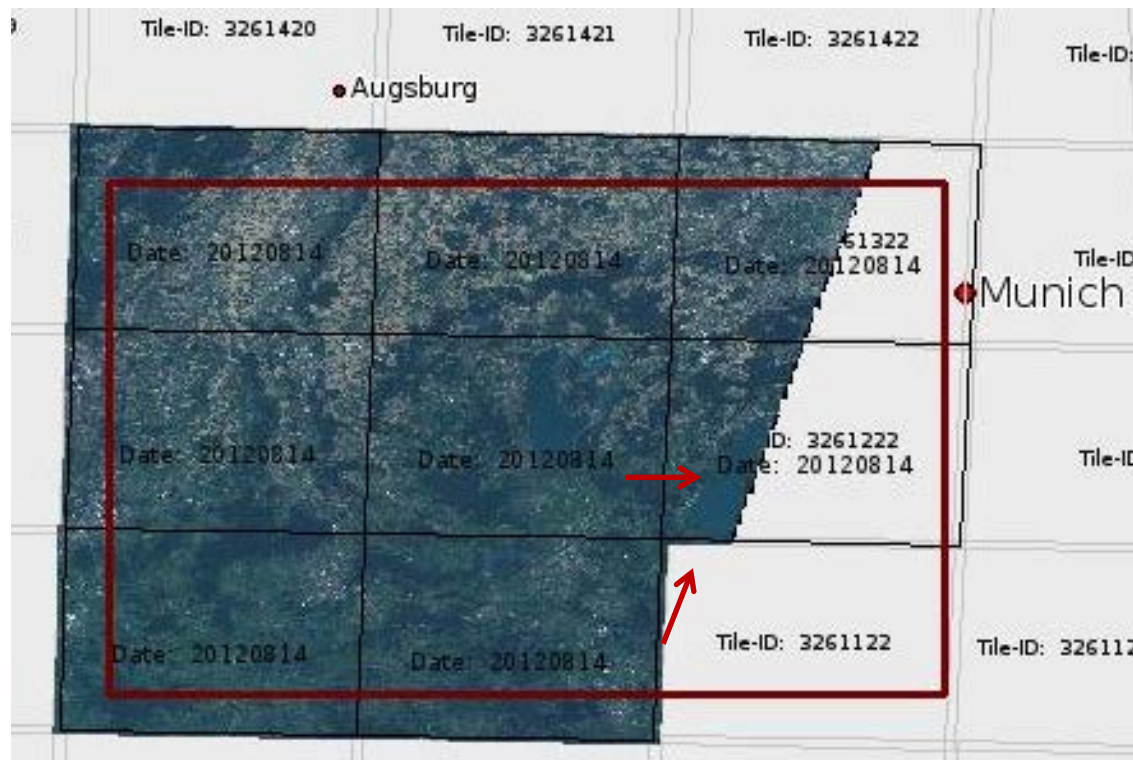 Tile-ID: 3261420
Tile-ID: 3261421
Tile-ID: 3261422
Tile-ID:
Augsburg
61322
Date: 20120814
Date: 20120814
Date: 20120814
Tile-ID
Munich
ID: 3261222
Date: 20120814
Date: 20120814
Date: 20120814
Tile-ID
Date: 20120814
Date: 20120814
Tile-ID: 3261122
Tile-ID: 326112